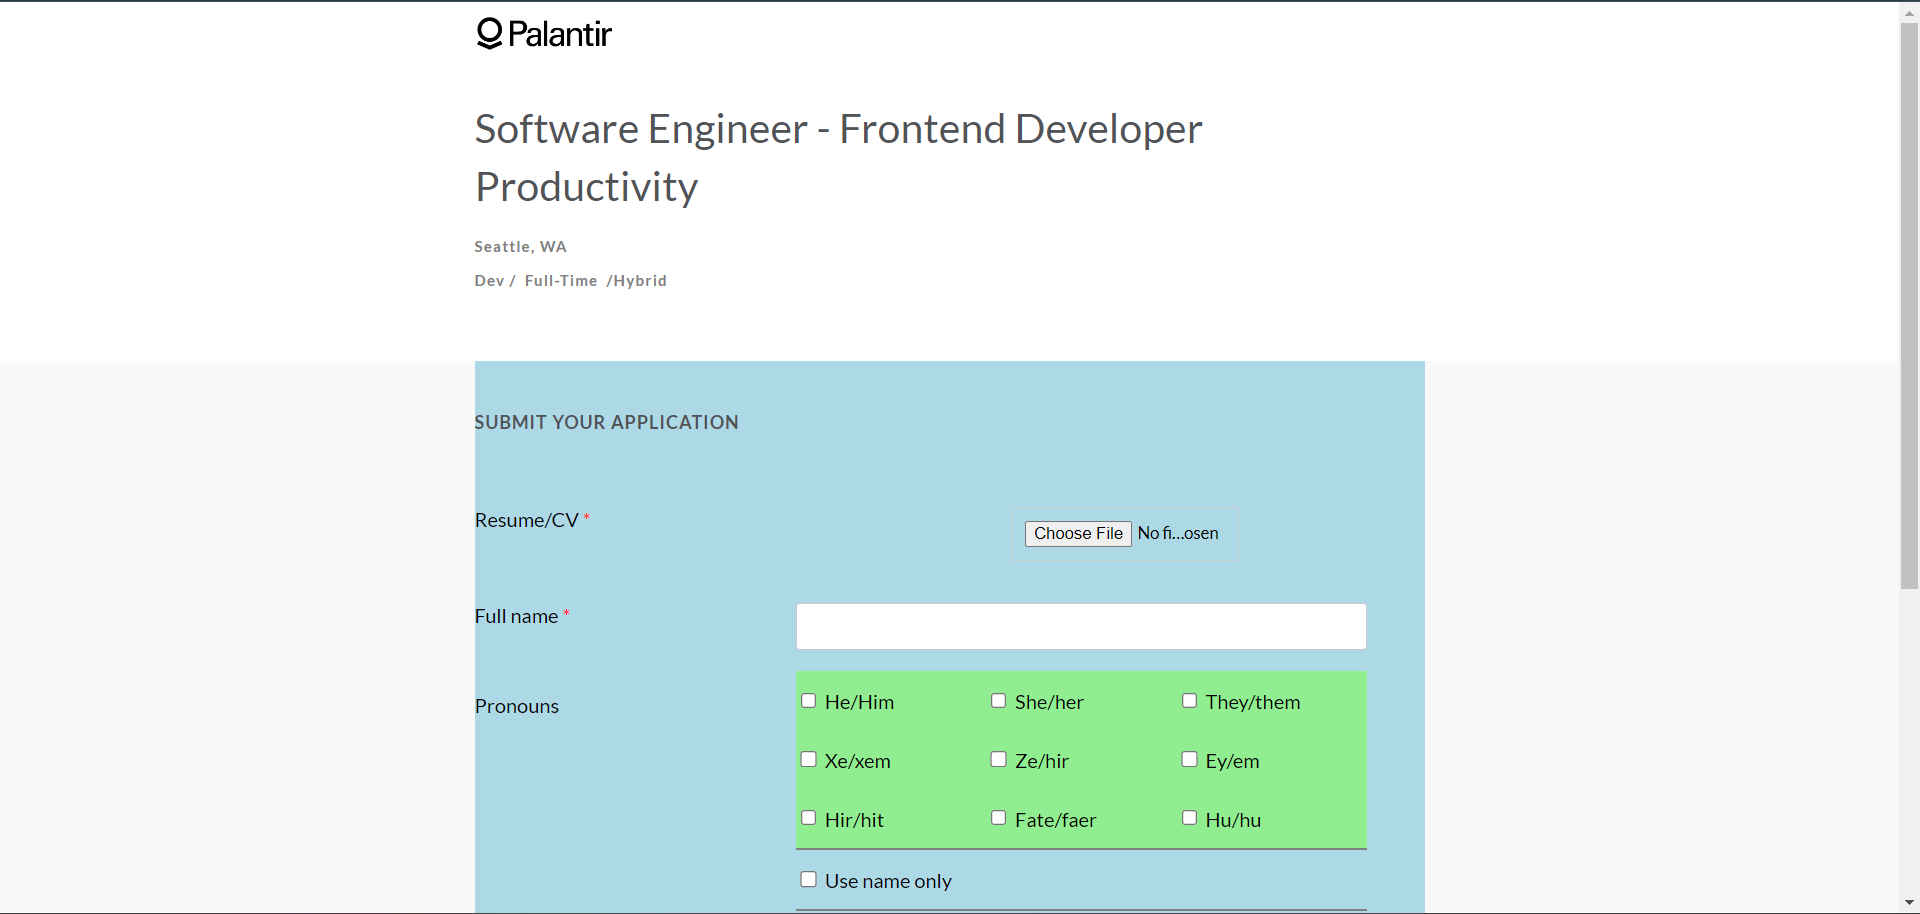 Palantir
Software Engineer - Frontend Developer
Productivity
Seattle, WA
Dev / Full-Time /Hybrid
SUBMIT YOUR APPLICATION
Resume/CV *
Choose File No fi...osen
Full name *
Pronouns
He/Him She/her They/them
Xe/xem Ze/hir Ey/em
Hir/hit Fate/faer Hu/hu
Use name only